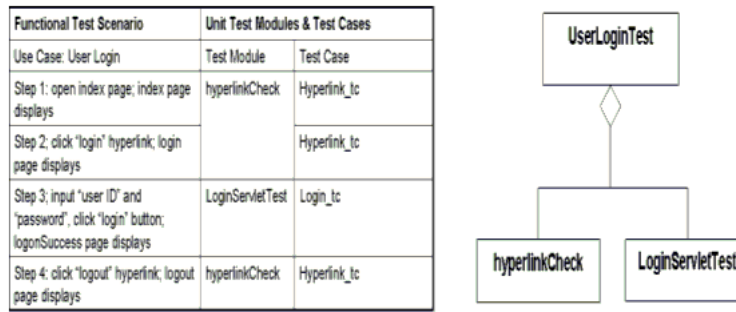 Functional Test Scenario Unit Test Modules & Test Cases
Use Case: User Login Test Module Test Case
Step 1: open index page; index page hyperlinkCheck Hyperlink_tc
displays
Step 2; click "login" hyperlink; login Hyperlink_tc
page displays
Step 3; input "user ID" and LoginServletTest Login_tc
"password", click "login" button;
logonSuccess page displays
Step 4: click "logout" hyperlink; logout hyperlinkCheck Hyperlink_tc
page displays
UserLoginTest
hyperlinkCheck
LoginServletTest